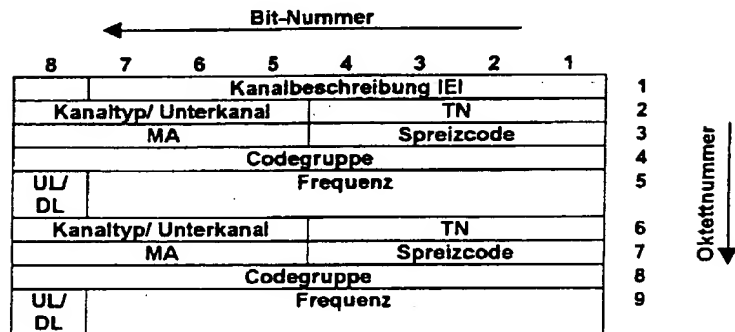 Bit-Nummer
8 7 6 5 4 3 2 1
Kanalbeschreibung IEI 1
Kanaltyp/ Unterkanal TN 2
MA Spreizcode 3
Codegruppe 4
UL/ Frequenz 5
DL
Kanaltyp/ Unterkanal TN 6
MA Spreizcode 7
Codegruppe 8
UL/ Frequenz 9
DL
Oktettnummer